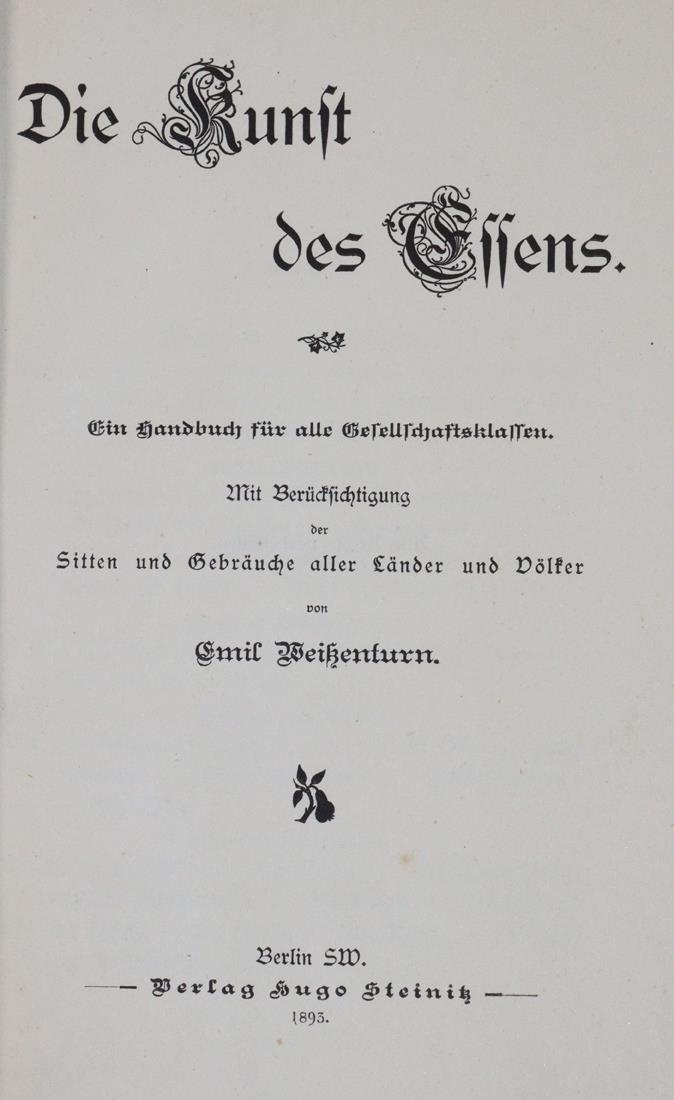 Die Kunst
des Essens.
Ein Handbuch für alle Gesellschaftsklassen.
Mit Berücksichtigung
der
Sitten und Gebräuche aller Länder und Völker
von
Emil Weißenturn.
Berlin SW.
Verlag Hugo Steinitz
1893.